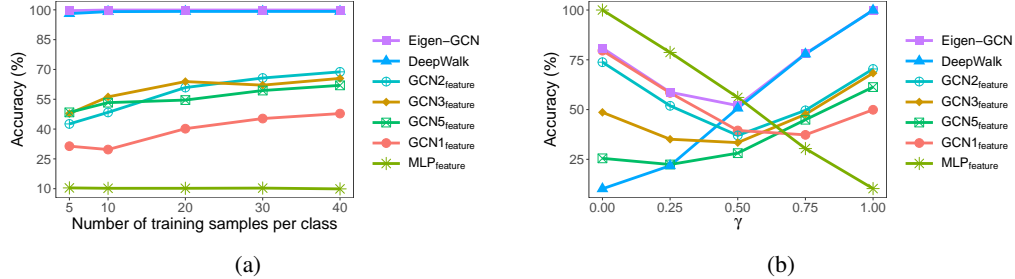 100
85
70
55
40
25
10
Accuracy (%)
5 10 20 30 40
Number of training samples per class
Eigen−GCN
DeepWalk
GCN2feature
GCN3feature
GCN5feature
GCN1feature
MLPfeature
(a)
100
75
50
25
Accuracy (%)
0.00 0.25 0.50 0.75 1.00
γ
Eigen−GCN
DeepWalk
GCN2feature
GCN3feature
GCN5feature
GCN1feature
MLPfeature
(b)